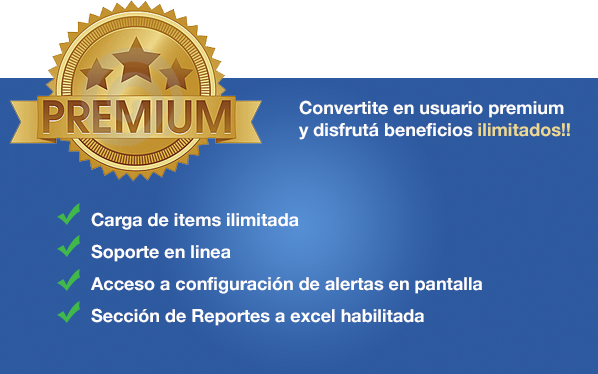 PREMIUM
Convertite en usuario premium
y disfrutá beneficios ilimitados!!
Carga de items ilimitada
Soporte en linea
Acceso a configuración de alertas en pantalla
Sección de Reportes a excel habilitada